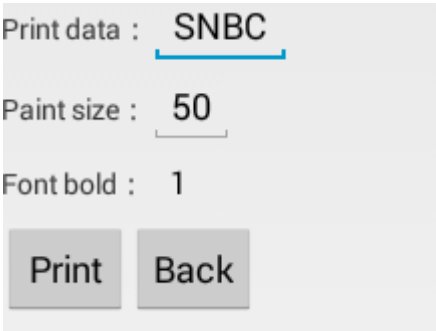 Print data : SNBC
Paint size : 50
Font bold : 1
Print Back